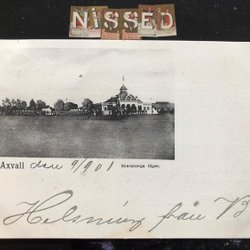 NISSED
Axvall den 9/9 01 Skaraborgs läger.
Helsning från